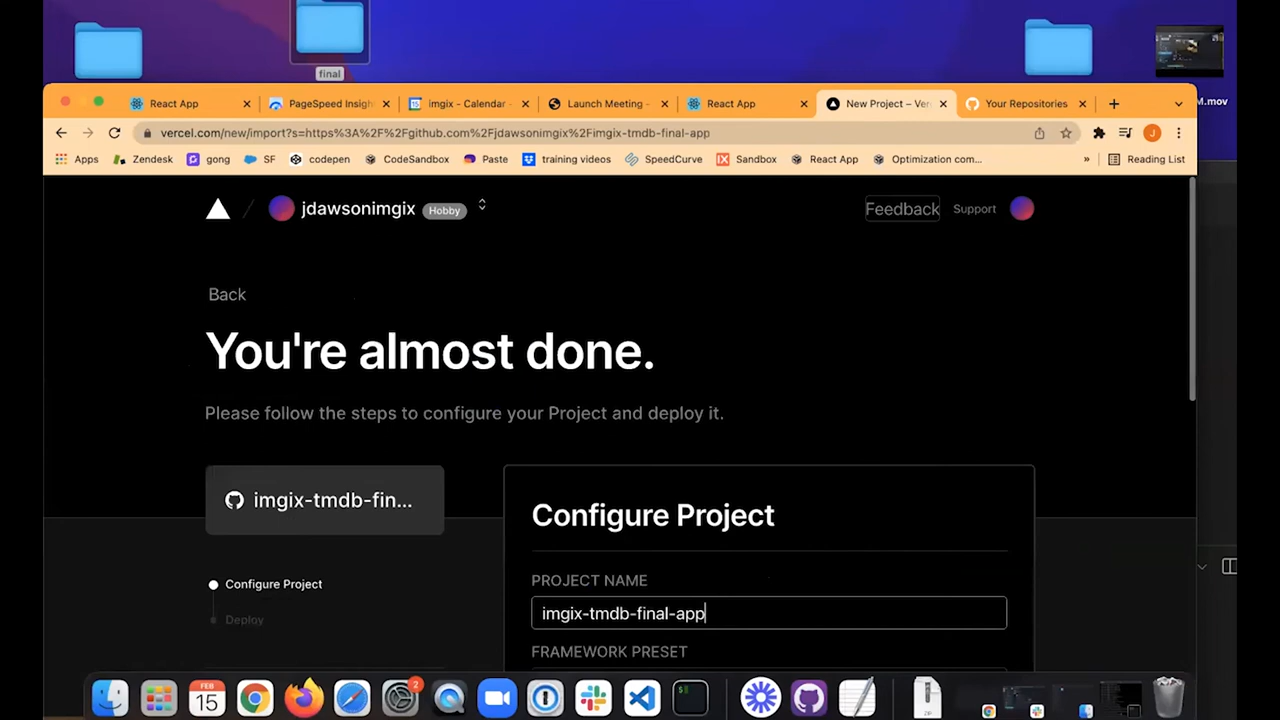 final
M.mov
React App
PageSpeed Insigh
imgix - Calendar -
Launch Meeting -
React App
New Project – Ver
Your Repositories
vercel.com/new/import?s=https%3A%2F%2Fgithub.com%2Fjdawsonimgix%2Fimgix-tmdb-final-app
J
Apps
Zendesk
gong
SF
codepen
CodeSandbox
Paste
training videos
SpeedCurve
Sandbox
React App
Optimization com...
»
Reading List
jdawsonimgix
Hobby
Feedback
Support
Back
You're almost done.
Please follow the steps to configure your Project and deploy it.
imgix-tmdb-fin...
Configure Project
Deploy
Configure Project
PROJECT NAME
imgix-tmdb-final-app
FRAMEWORK PRESET
FEB
15
2
ZIP